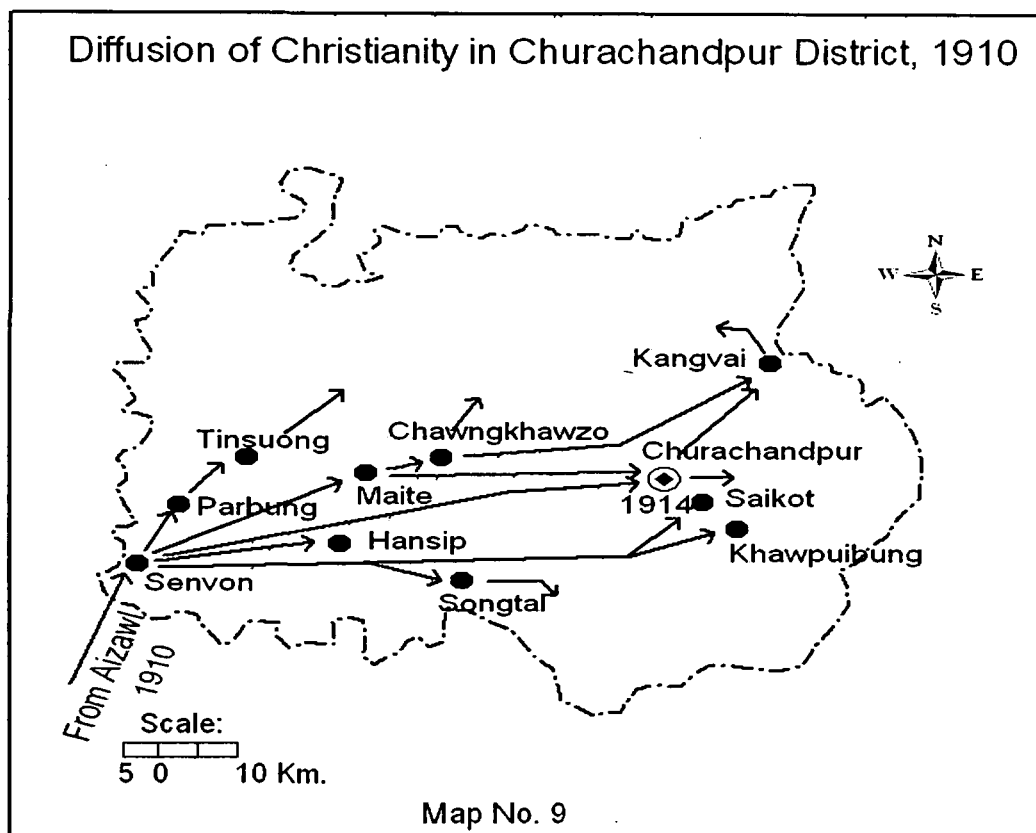 Diffusion of Christianity in Churachandpur District, 1910
N
W E
S
Kangvai
Tinsuong
Chawngkhawzo
Churachandpur
Maite
1914
Saikot
Parbung
Hansip
Khawpuibung
Senvon
Songtal
From Aizawl
1910
Scale:
5 0 10 Km.
Map No. 9